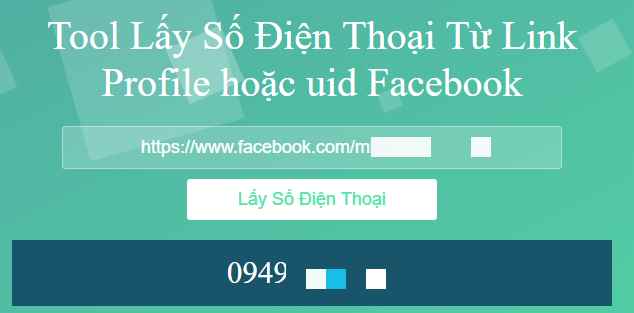 Tool Lấy Số Điện Thoại Từ Link
Profile hoặc uid Facebook
https://www.facebook.com/m
Lấy Số Điện Thoại
0949